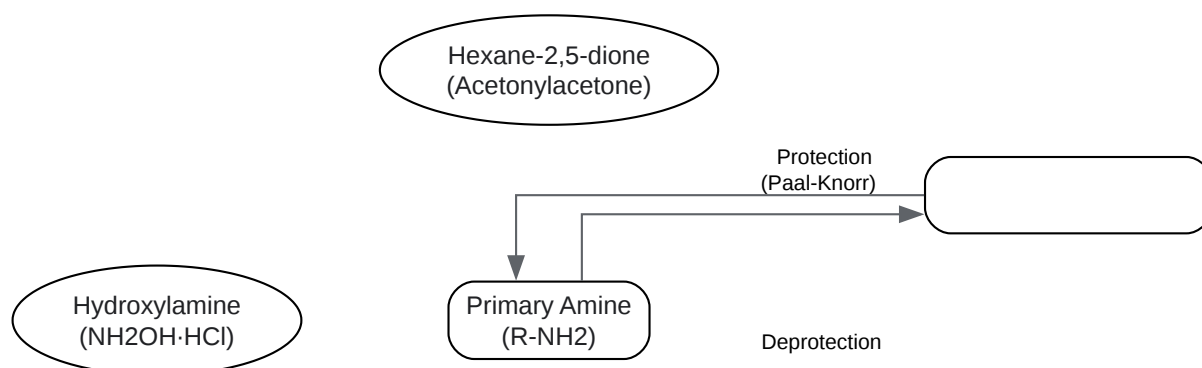 Hexane-2,5-dione
(Acetonylacetone)
Protection
(Paal-Knorr)
Hydroxylamine
(NH2OH·HCl)
Primary Amine
(R-NH2)
Deprotection